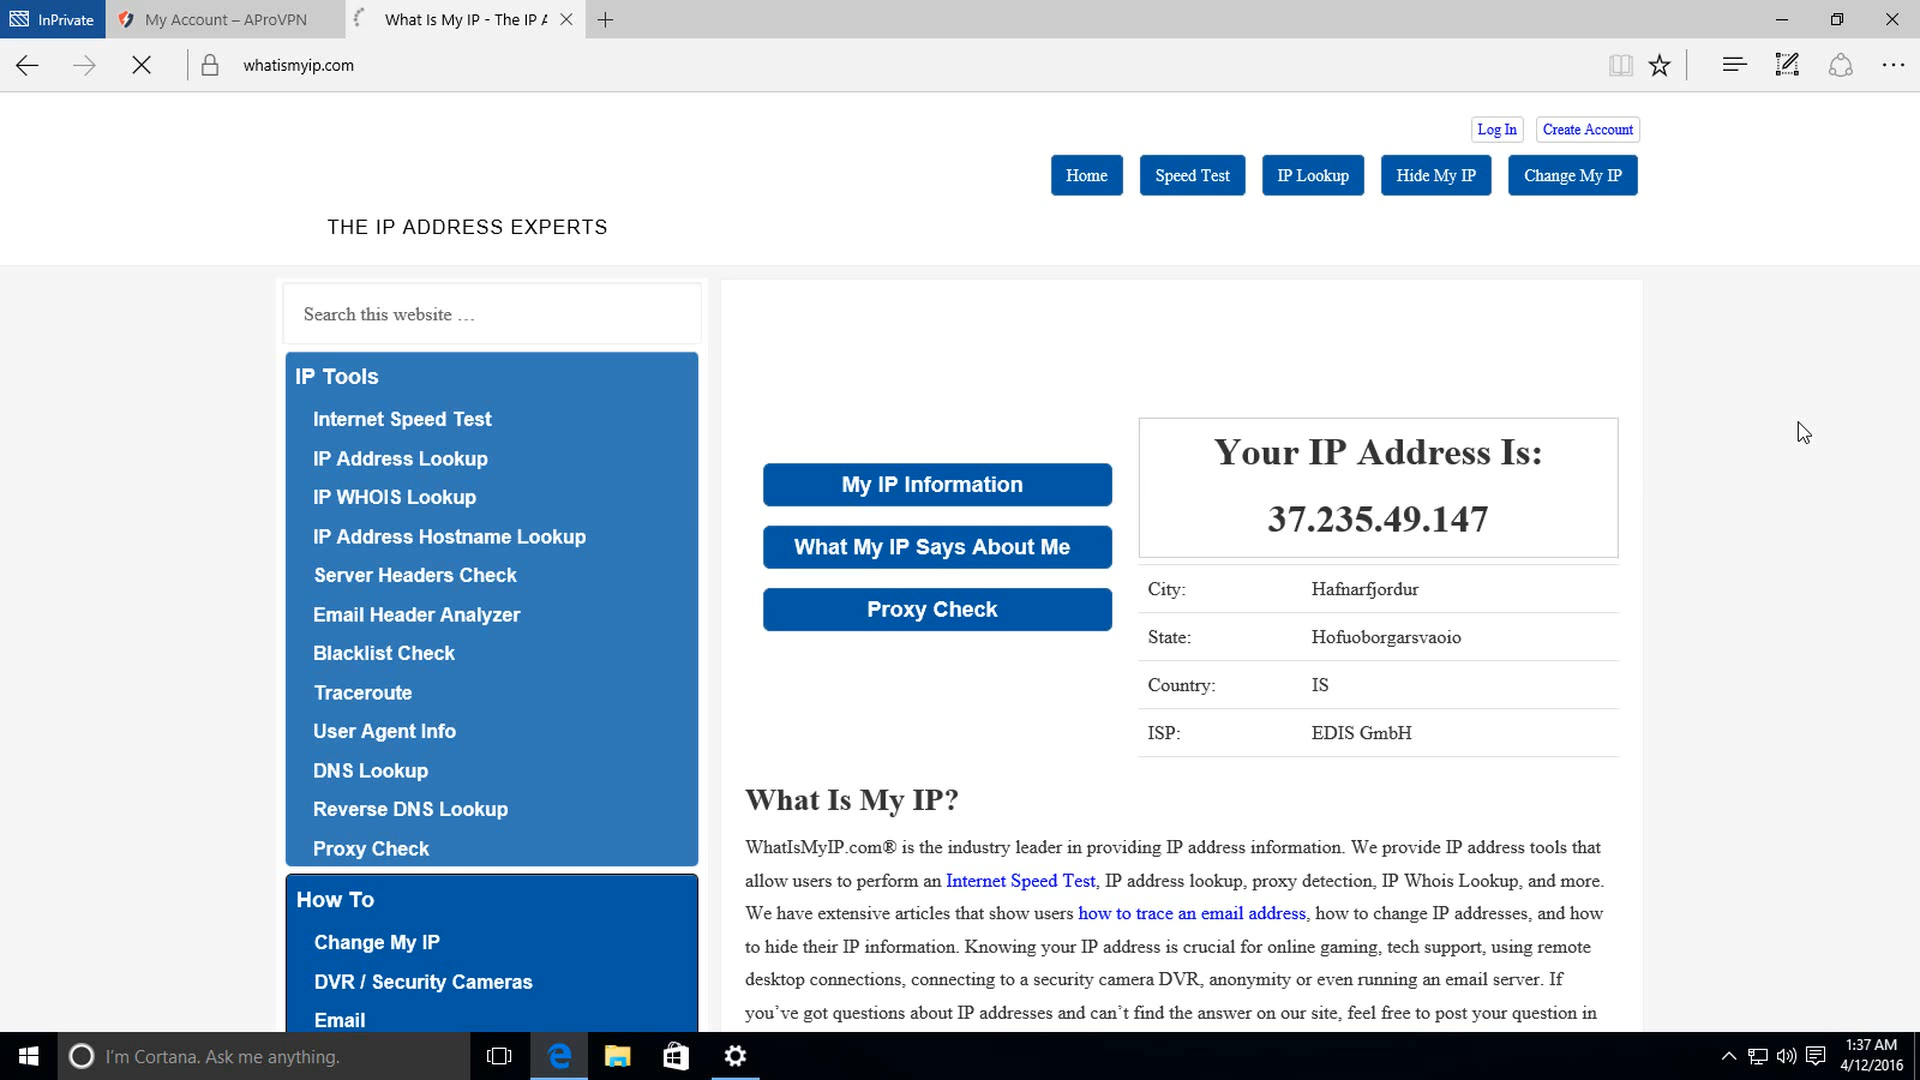 InPrivate
My Account – AProVPN
What Is My IP - The IP A
whatismyip.com
Log In
Create Account
Home
Speed Test
IP Lookup
Hide My IP
Change My IP
THE IP ADDRESS EXPERTS
Search this website …
IP Tools
Internet Speed Test
IP Address Lookup
IP WHOIS Lookup
IP Address Hostname Lookup
Server Headers Check
Email Header Analyzer
Blacklist Check
Traceroute
User Agent Info
DNS Lookup
Reverse DNS Lookup
Proxy Check
How To
Change My IP
DVR / Security Cameras
Email
My IP Information
What My IP Says About Me
Proxy Check
Your IP Address Is:
37.235.49.147
City: Hafnarfjordur
State: Hofuoborgarsvaoio
Country: IS
ISP: EDIS GmbH
What Is My IP?
WhatIsMyIP.com® is the industry leader in providing IP address information. We provide IP address tools that
allow users to perform an Internet Speed Test, IP address lookup, proxy detection, IP Whois Lookup, and more.
We have extensive articles that show users how to trace an email address, how to change IP addresses, and how
to hide their IP information. Knowing your IP address is crucial for online gaming, tech support, using remote
desktop connections, connecting to a security camera DVR, anonymity or even running an email server. If
you’ve got questions about IP addresses and can’t find the answer on our site, feel free to post your question in
I'm Cortana. Ask me anything.
1:37 AM
4/12/2016